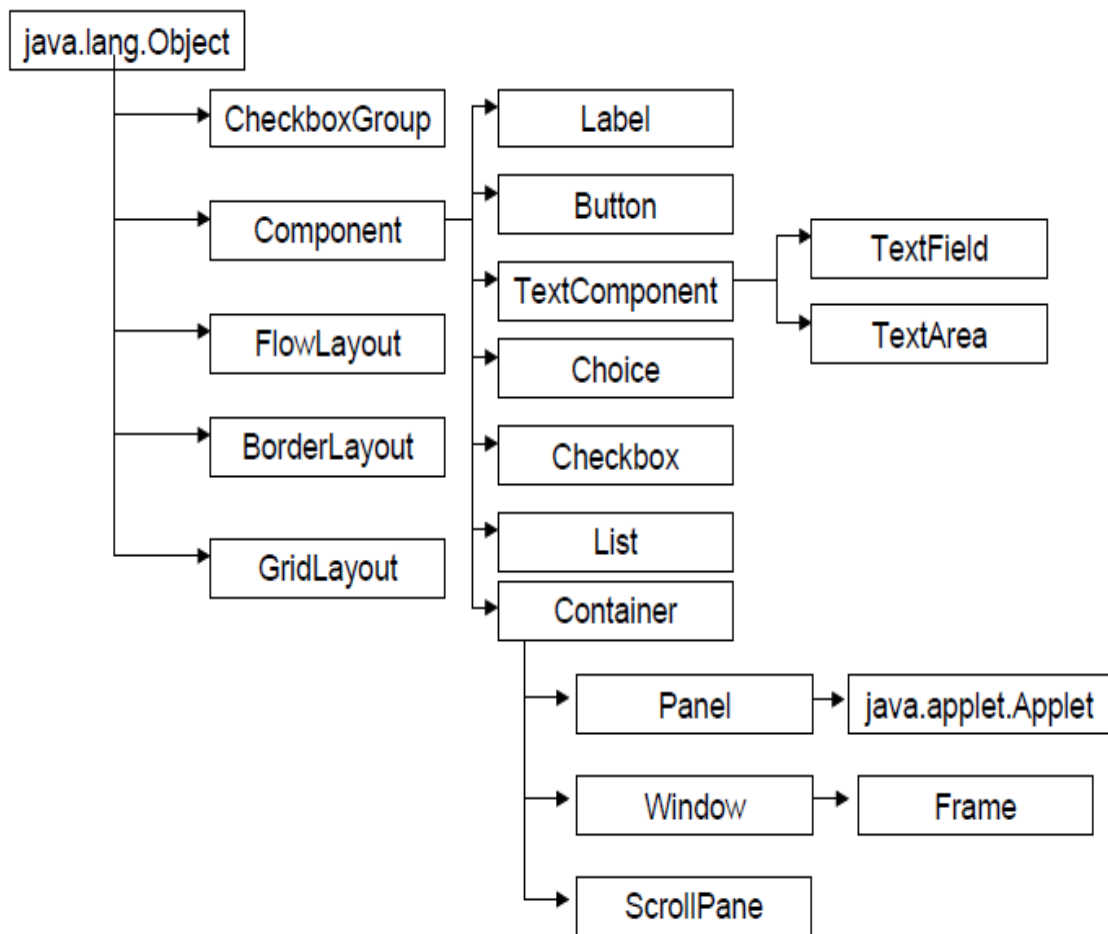 java.lang.Object
CheckboxGroup
Label
Component
Button
TextField
TextComponent
FlowLayout
TextArea
Choice
BorderLayout
Checkbox
List
GridLayout
Container
Panel
java.applet.Applet
Window
Frame
ScrollPane